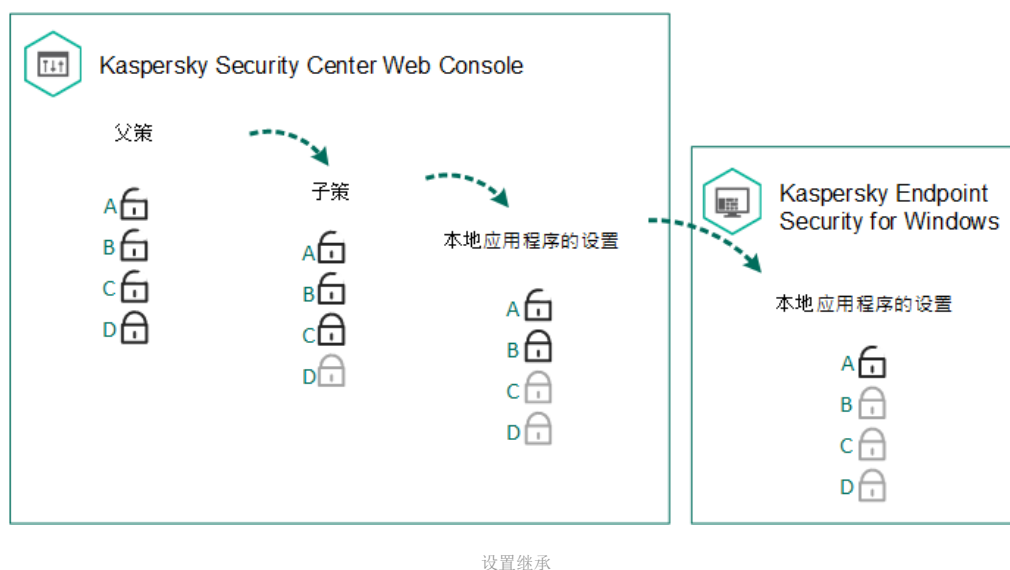 Kaspersky Security Center Web Console
父策
A
B
C
D
子策
A
B
C
D
本地应用程序的设置
A
B
C
D
Kaspersky Endpoint
Security for Windows
本地应用程序的设置
A
B
C
D
设置继承